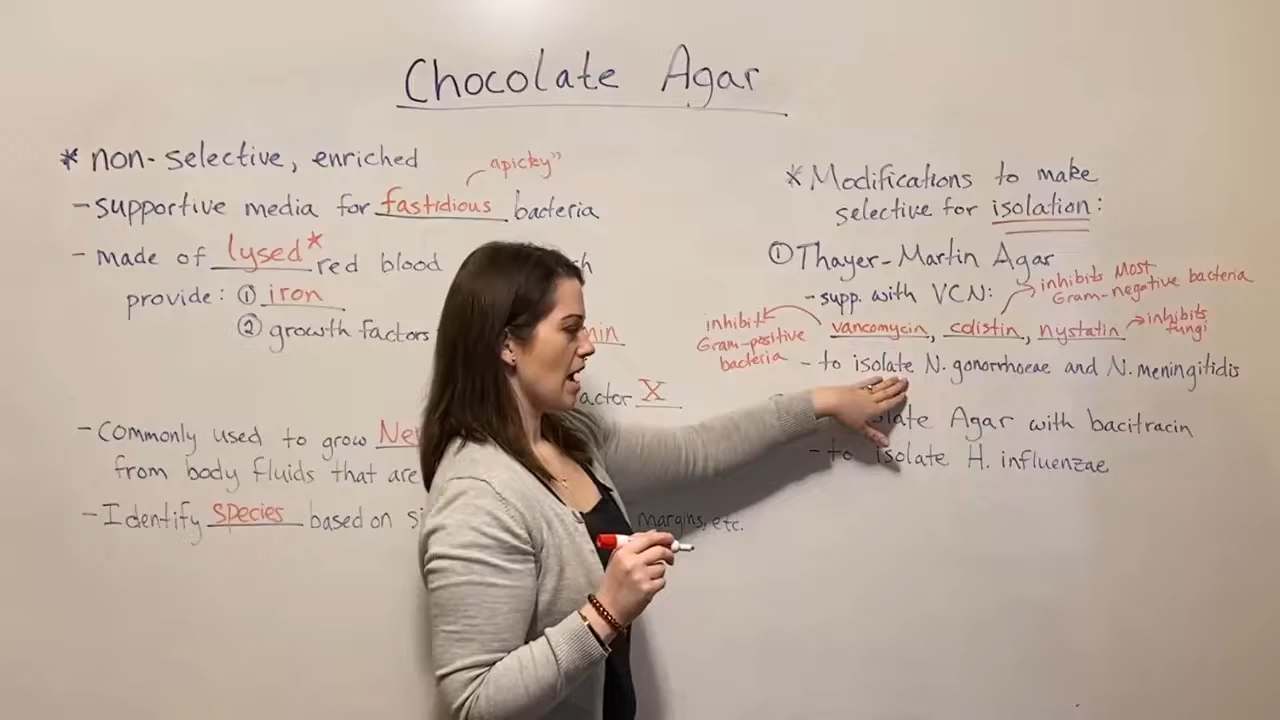 Chocolate Agar
* non-selective, enriched
"picky"
- supportive media for fastidious bacteria
- made of lysed* red blood
provide: ① iron
② growth factors
actor X
- Commonly used to grow Ne
from body fluids that are
- Identify species based on si margins, etc.
* Modifications to make
selective for isolation:
① Thayer-Martin Agar
- supp. with VCN:
inhibits Most
Gram-negative bacteria
vancomycin, colistin, nystatin
inhibits
fungi
inhibit
Gram-positive
bacteria
- to isolate N. gonorrhoeae and N. meningitidis
late Agar with bacitracin
- to isolate H. influenzae